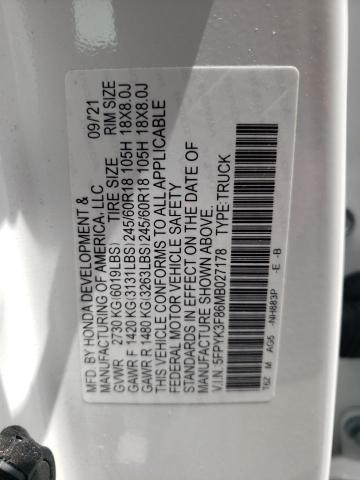 MFD. BY HONDA DEVELOPMENT & 09/21
MANUFACTURING OF AMERICA, LLC
GVWR 2730 KG(6019LBS) TIRE SIZE RIM SIZE
GAWR F 1420 KG(3131LBS) 245/60R18 105H 18X8.0J
GAWR R 1480 KG(3263LBS) 245/60R18 105H 18X8.0J
THIS VEHICLE CONFORMS TO ALL APPLICABLE
FEDERAL MOTOR VEHICLE SAFETY
STANDARDS IN EFFECT ON THE DATE OF
MANUFACTURE SHOWN ABOVE.
V.I.N.: 5FPYK3F86MB027178 TYPE: TRUCK
T6Z M AG5 -NH883P -E -B